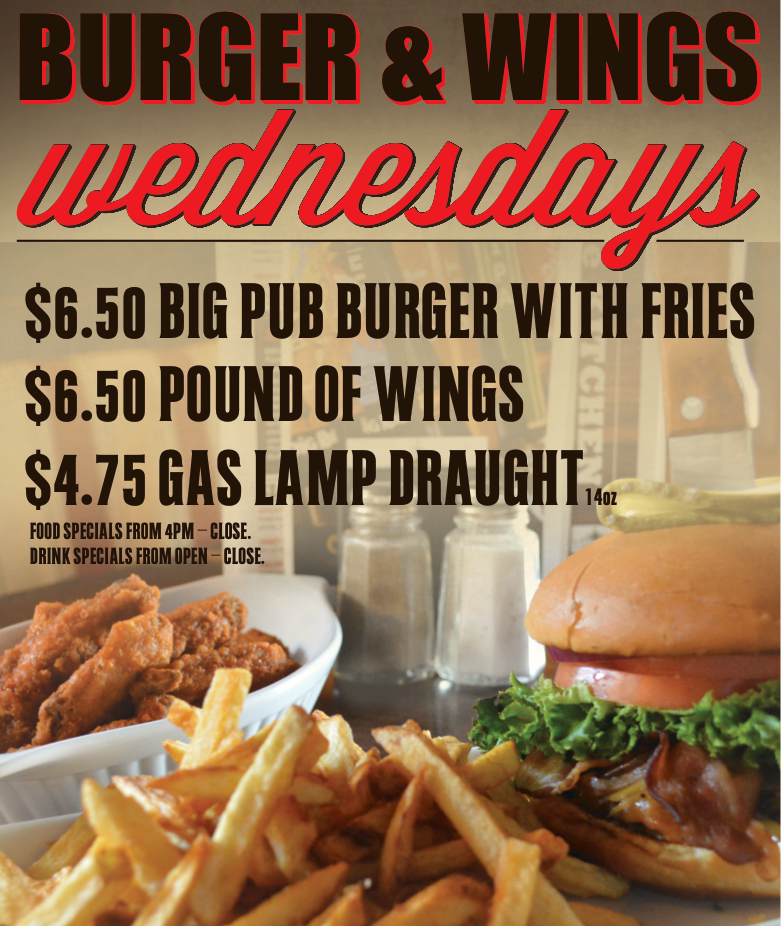 BURGER & WINGS
wednesdays
$6.50 BIG PUB BURGER WITH FRIES
$6.50 POUND OF WINGS
$4.75 GAS LAMP DRAUGHT 14oz
FOOD SPECIALS FROM 4PM – CLOSE.
DRINK SPECIALS FROM OPEN – CLOSE.